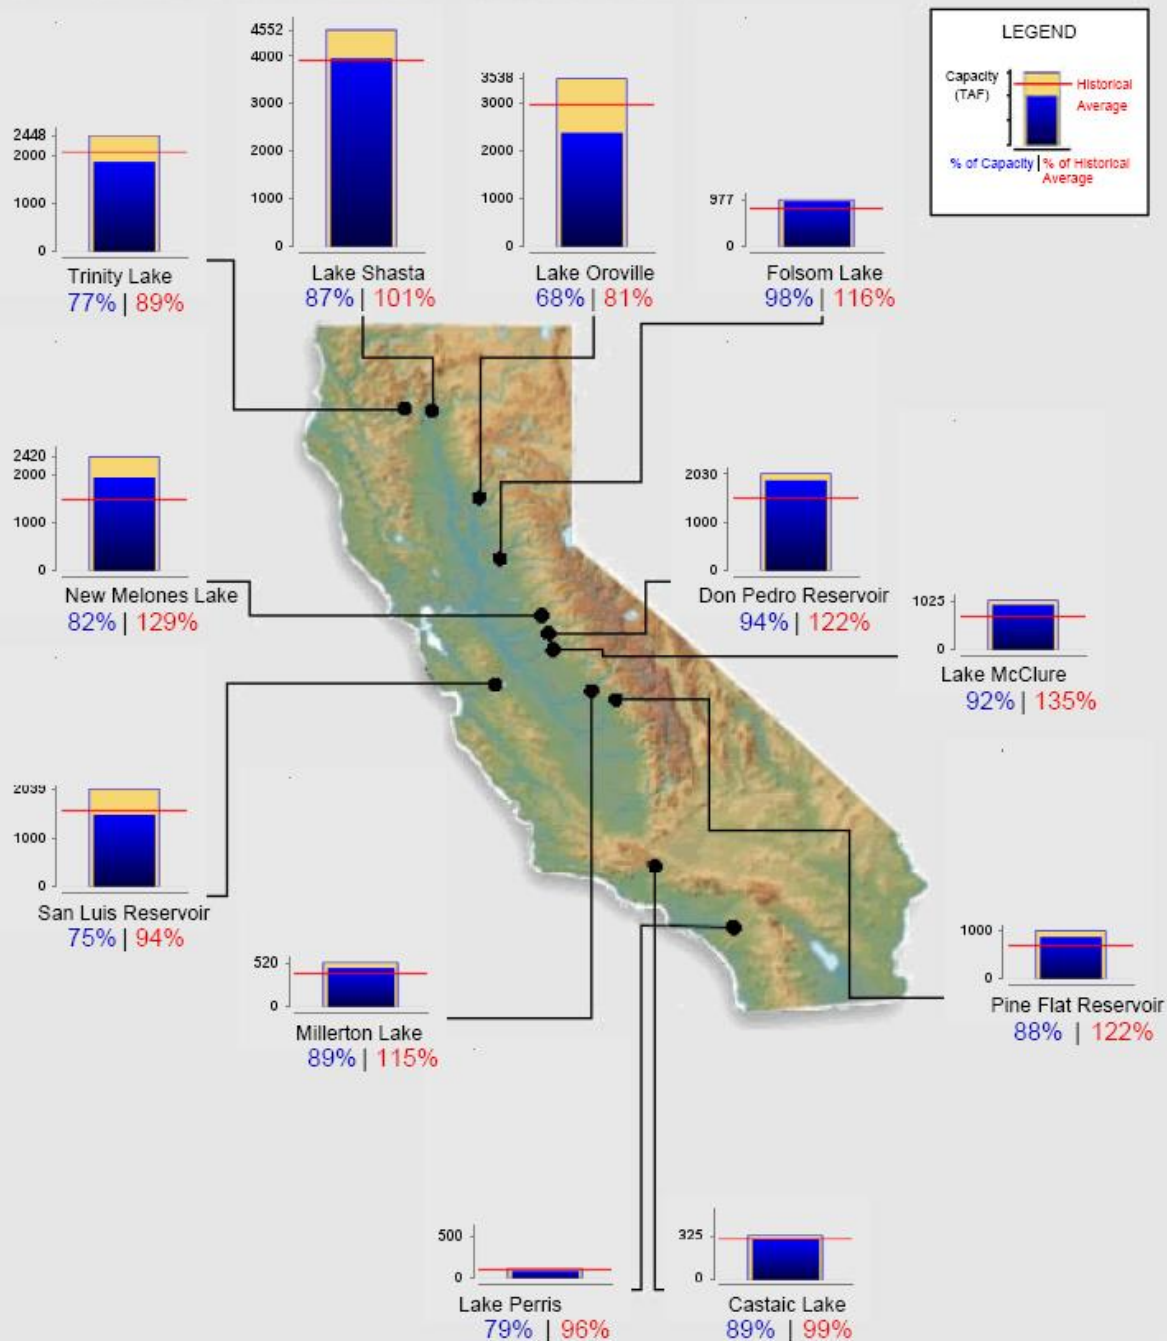 LEGEND
Capacity
(TAF)
Historical
Average
% of Capacity | % of Historical
Average
2448
2000
1000
0
Trinity Lake
77% | 89%
4552
4000
3000
2000
1000
0
Lake Shasta
87% | 101%
3538
3000
2000
1000
0
Lake Oroville
68% | 81%
977
0
Folsom Lake
98% | 116%
2420
2000
1000
0
New Melones Lake
82% | 129%
2030
1000
0
Don Pedro Reservoir
94% | 122%
1025
0
Lake McClure
92% | 135%
2039
1000
0
San Luis Reservoir
75% | 94%
520
0
Millerton Lake
89% | 115%
1000
0
Pine Flat Reservoir
88% | 122%
500
0
Lake Perris
79% | 96%
325
0
Castaic Lake
89% | 99%